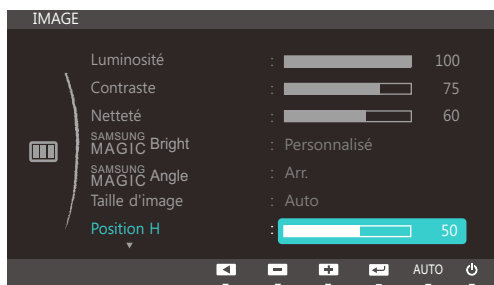 IMAGE
Luminosité : 100
Contraste : 75
Netteté : 60
SAMSUNG MAGIC Bright : Personnalisé
SAMSUNG MAGIC Angle : Arr.
Taille d'image : Auto
Position H : 50
AUTO